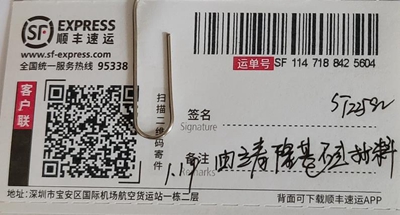 SF EXPRESS
顺丰速运
www.sf-express.com
全国统一服务热线 95338
运单号 SF 114 718 842 5604
客户联
扫描二维码寄件
签名
Signature
备注
Remarks
1.19
材料
地址:深圳市宝安区国际机场航空货运站一栋二层
背面可下载顺丰速运APP